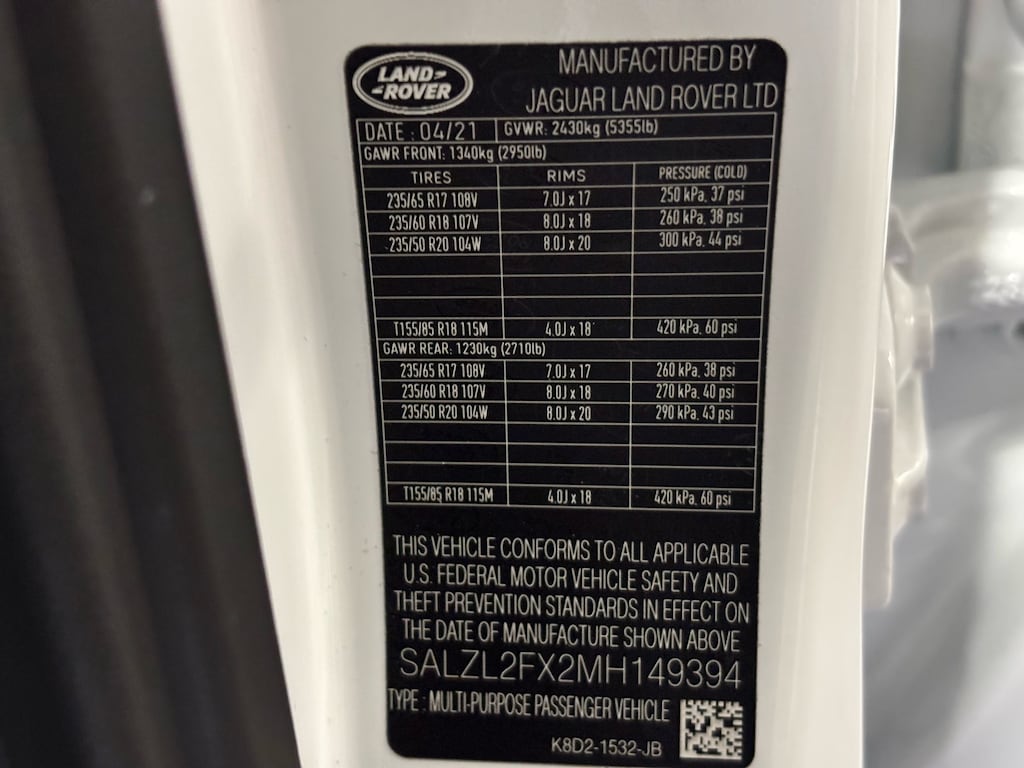 LAND-
-ROVER
MANUFACTURED BY
JAGUAR LAND ROVER LTD
DATE : 04/21 GVWR: 2430kg (5355lb)
GAWR FRONT: 1340kg (2950lb)
TIRES RIMS PRESSURE (COLD)
235/65 R17 108V 7.0J x 17 250 kPa, 37 psi
235/60 R18 107V 8.0J x 18 260 kPa, 38 psi
235/50 R20 104W 8.0J x 20 300 kPa, 44 psi
T155/85 R18 115M 4.0J x 18 420 kPa, 60 psi
GAWR REAR: 1230kg (2710lb)
235/65 R17 108V 7.0J x 17 260 kPa, 38 psi
235/60 R18 107V 8.0J x 18 270 kPa, 40 psi
235/50 R20 104W 8.0J x 20 290 kPa, 43 psi
T155/85 R18 115M 4.0J x 18 420 kPa, 60 psi
THIS VEHICLE CONFORMS TO ALL APPLICABLE
U.S. FEDERAL MOTOR VEHICLE SAFETY AND
THEFT PREVENTION STANDARDS IN EFFECT ON
THE DATE OF MANUFACTURE SHOWN ABOVE
SALZL2FX2MH149394
TYPE : MULTI-PURPOSE PASSENGER VEHICLE
K8D2-1532-JB